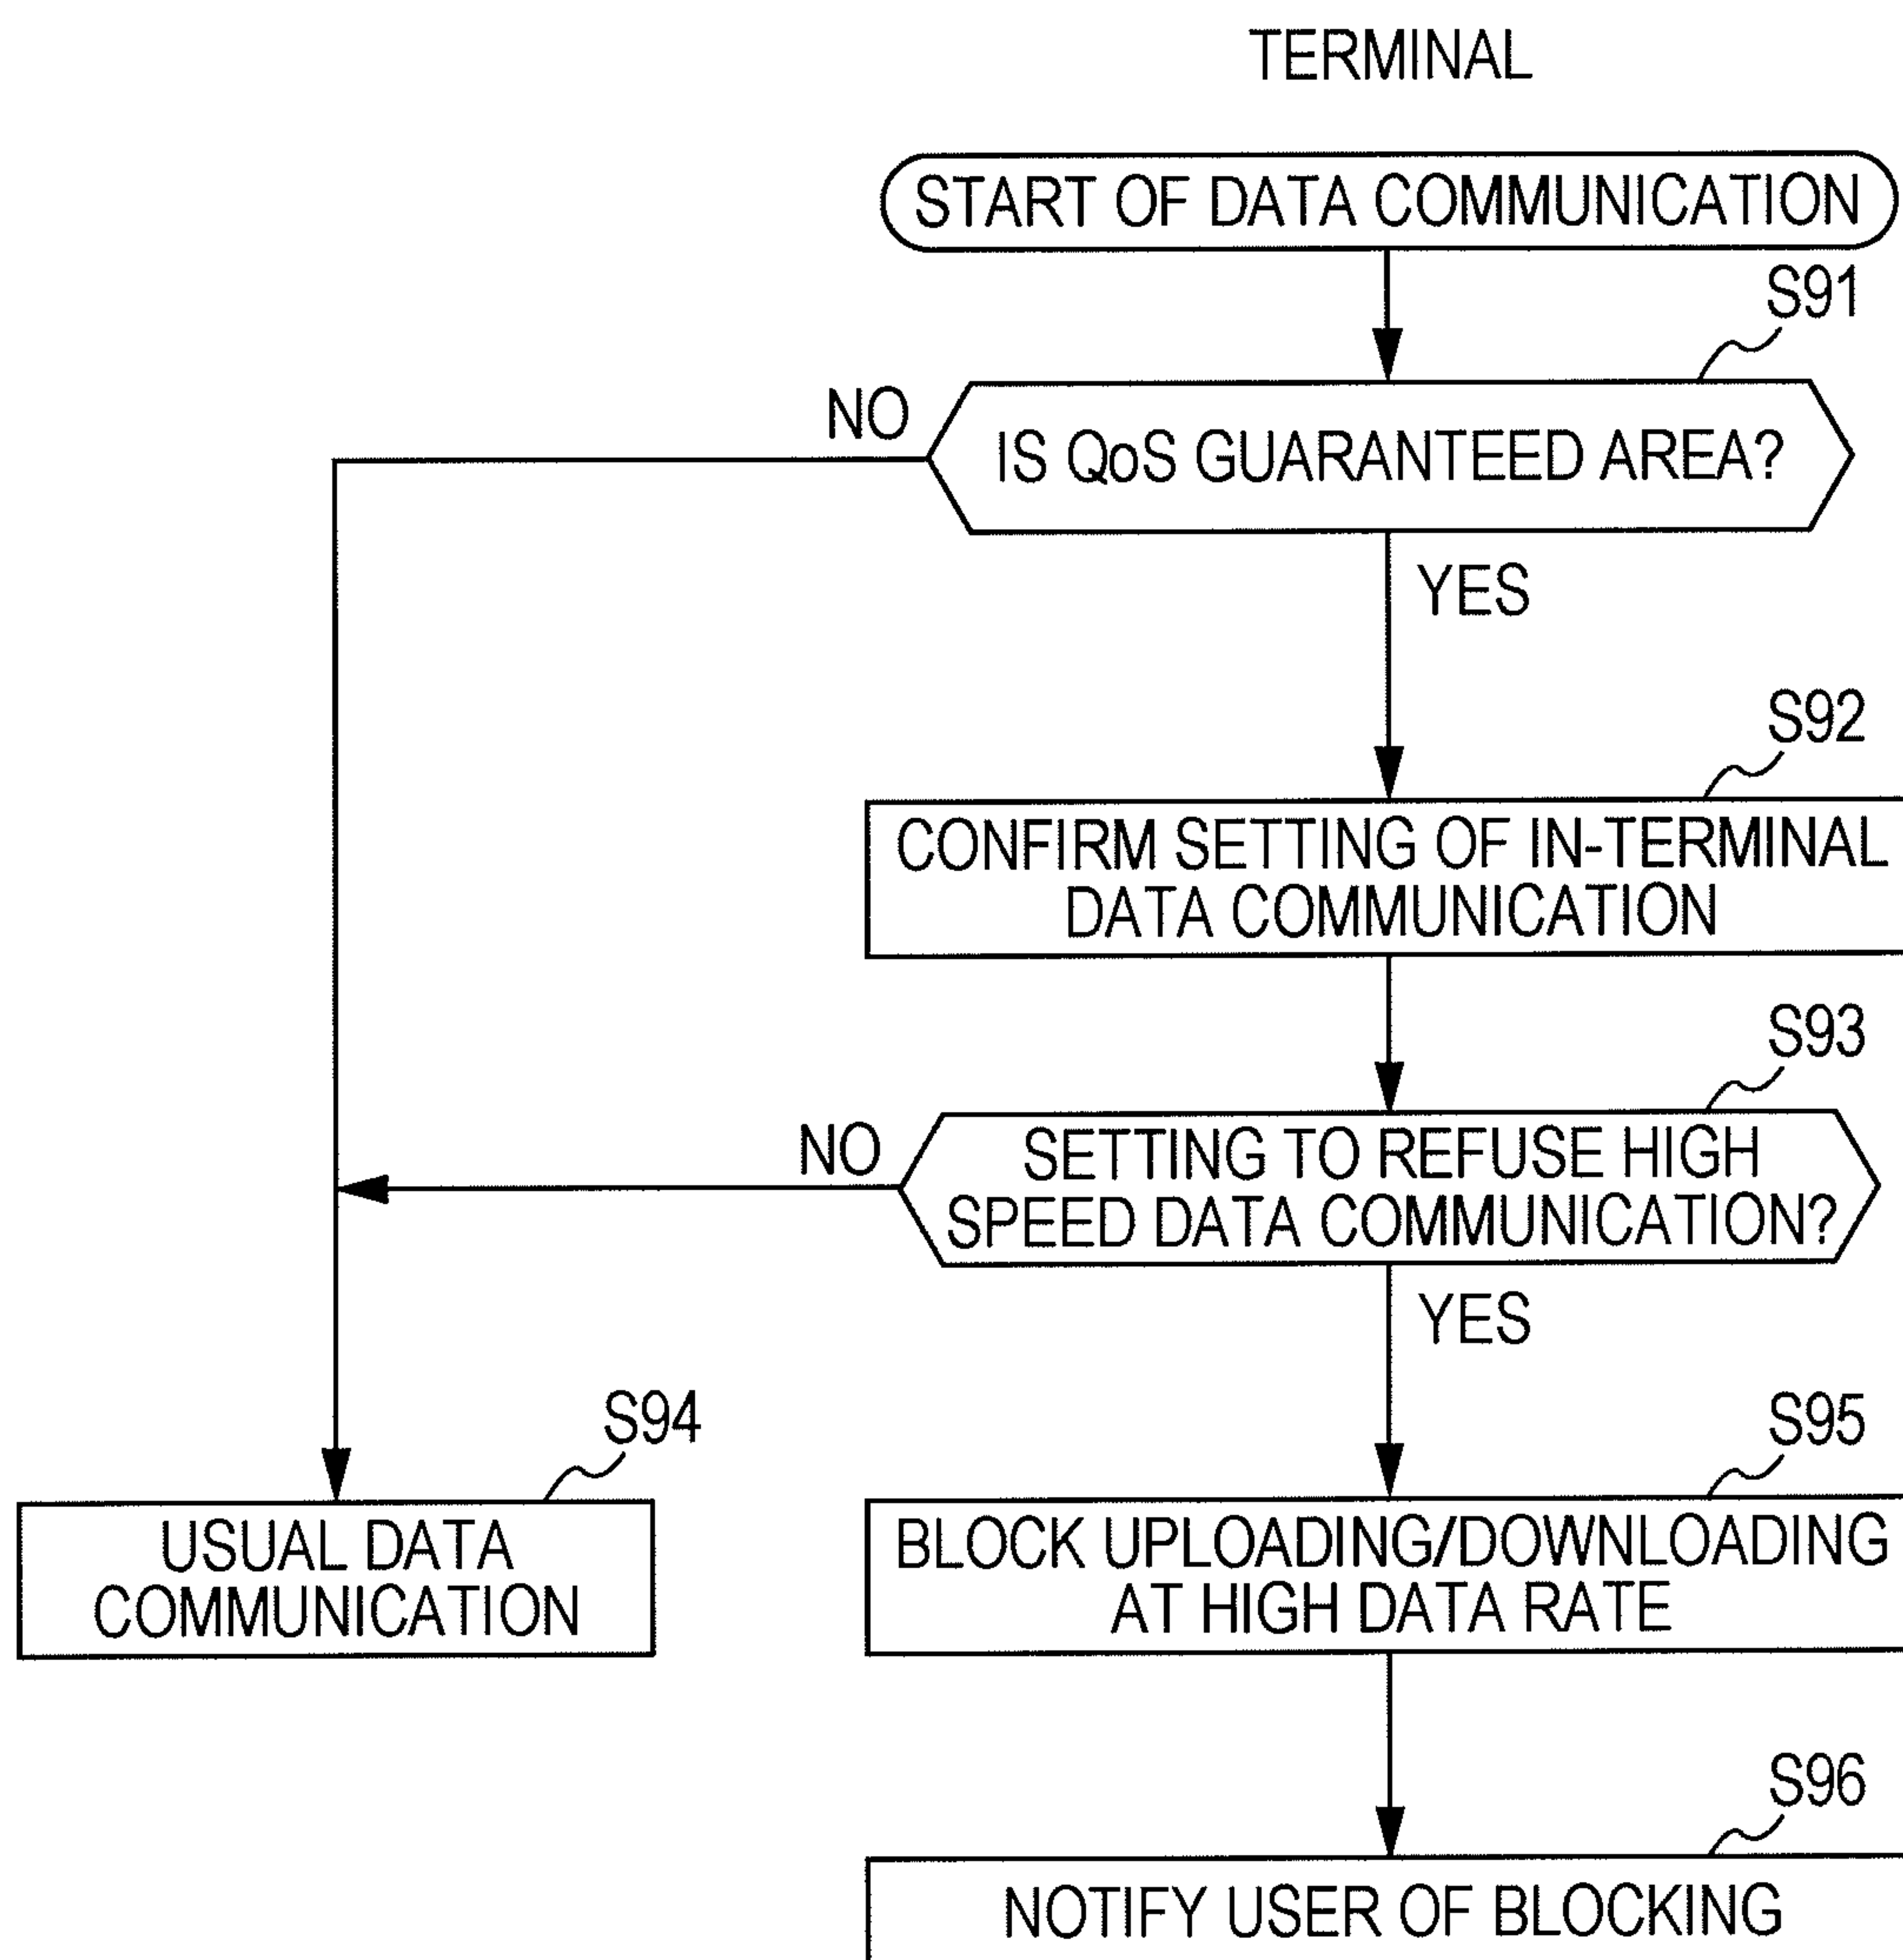 TERMINAL
START OF DATA COMMUNICATION
S91
NO
IS QoS GUARANTEED AREA?
YES
S92
CONFIRM SETTING OF IN-TERMINAL
DATA COMMUNICATION
S93
NO
SETTING TO REFUSE HIGH
SPEED DATA COMMUNICATION?
YES
S94
USUAL DATA
COMMUNICATION
S95
BLOCK UPLOADING/DOWNLOADING
AT HIGH DATA RATE
S96
NOTIFY USER OF BLOCKING